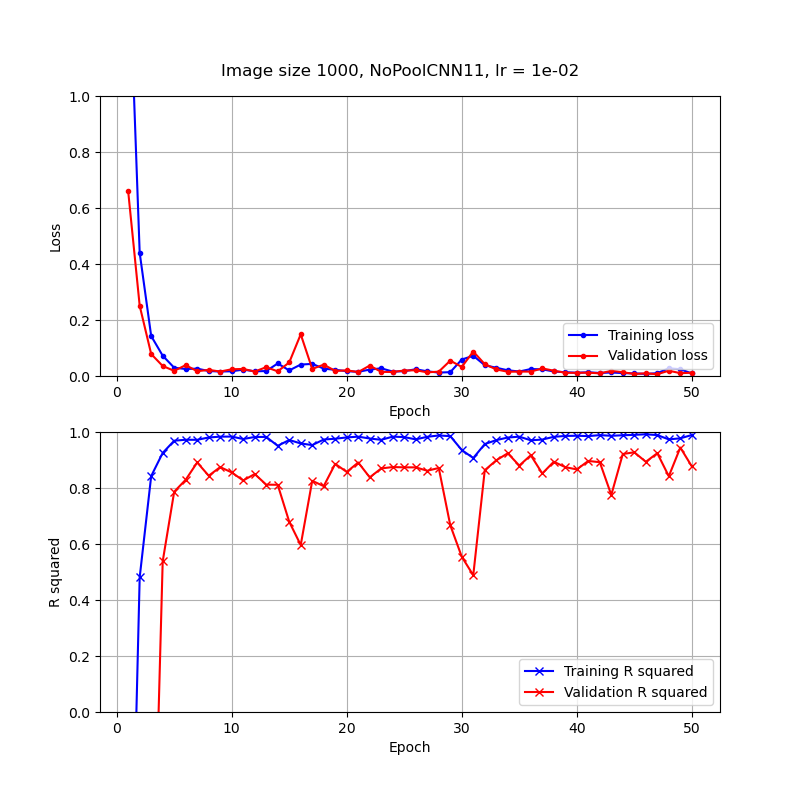 Image size 1000, NoPoolCNN11, lr = 1e-02
1.0
0.8
0.6
0.4
0.2
0.0
Loss
Training loss
Validation loss
0
10
20
30
40
50
Epoch
1.0
0.8
0.6
0.4
0.2
0.0
R squared
Training R squared
Validation R squared
0
10
20
30
40
50
Epoch